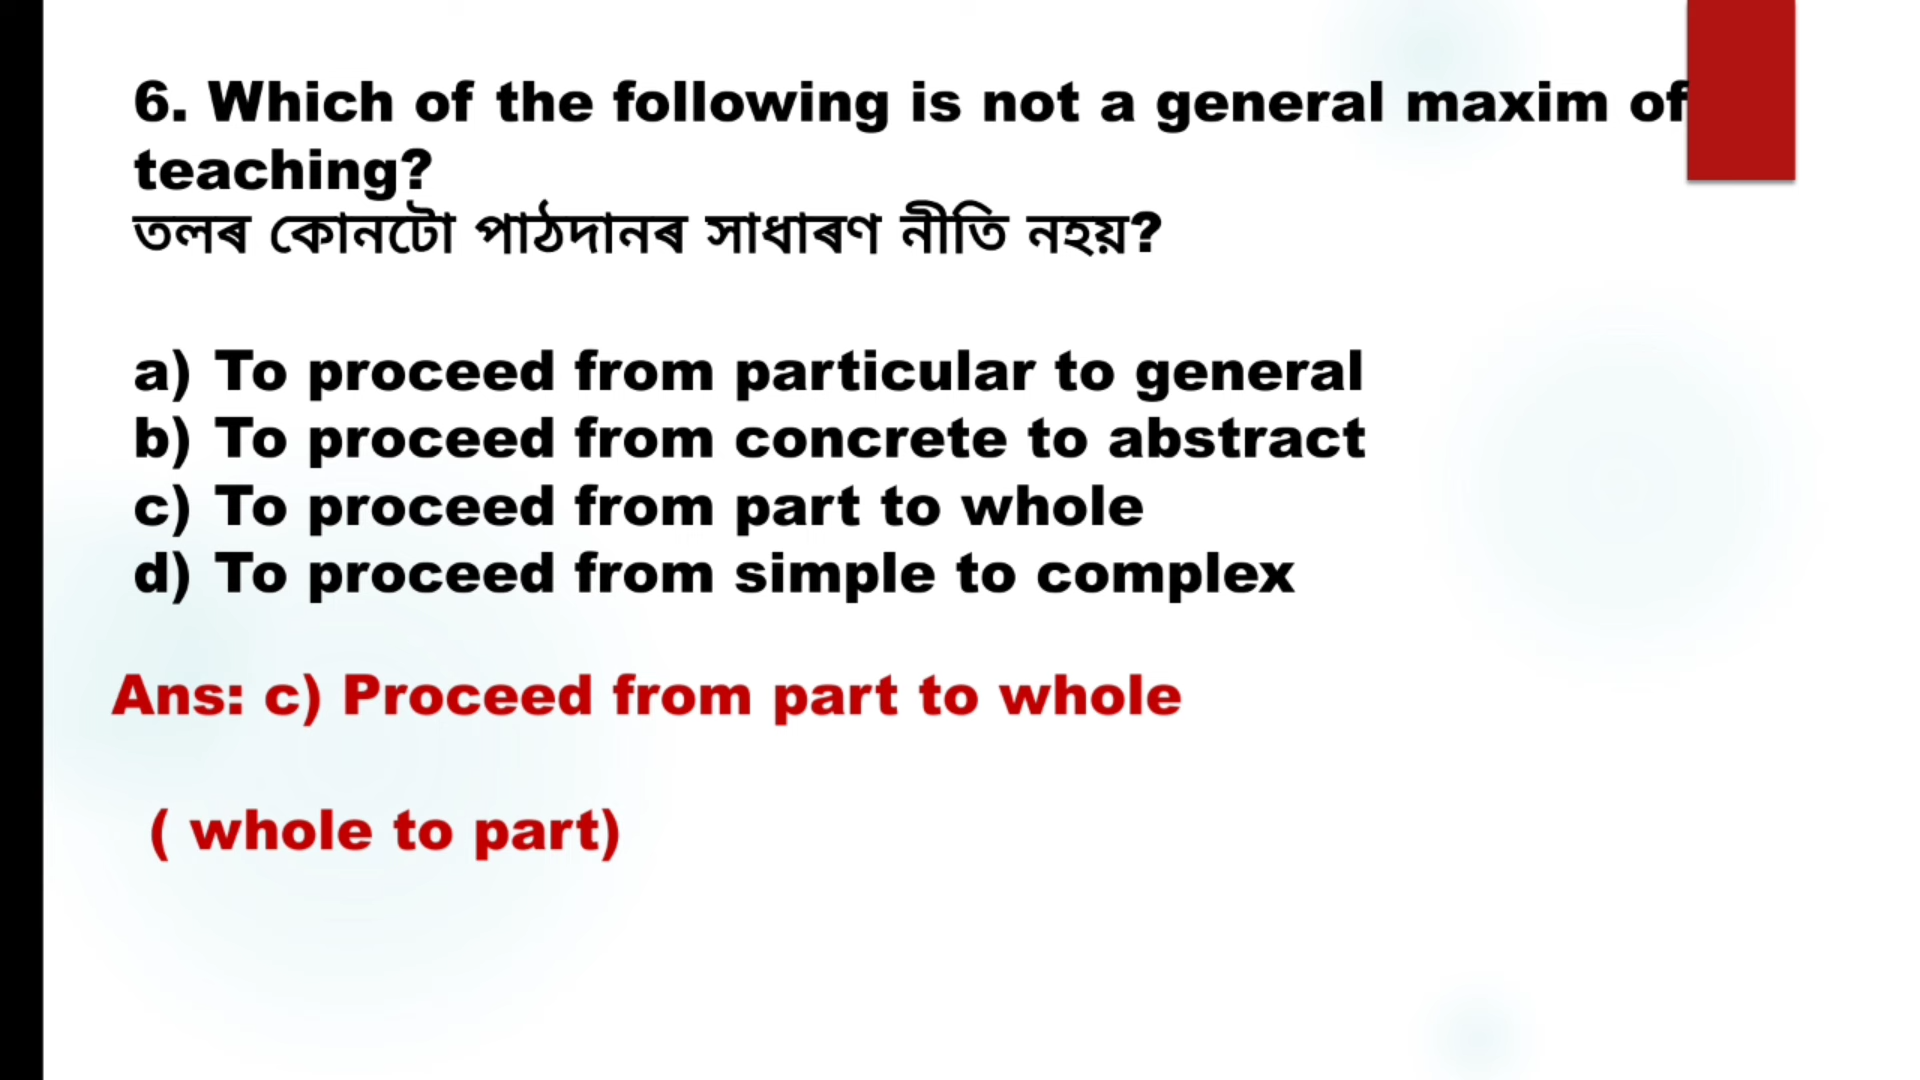 6. Which of the following is not a general maxim of
teaching?
তলৰ কোনটো পাঠদানৰ সাধাৰণ নীতি নহয়?
a) To proceed from particular to general
b) To proceed from concrete to abstract
c) To proceed from part to whole
d) To proceed from simple to complex
Ans: c) Proceed from part to whole
( whole to part)